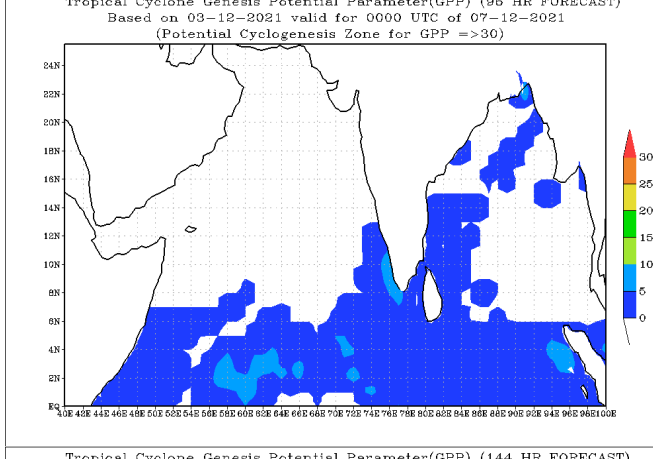 Tropical Cyclone Genesis Potential Parameter(GPP) (96 HR FORECAST)
Based on 03-12-2021 valid for 0000 UTC of 07-12-2021
(Potential Cyclogenesis Zone for GPP =>30)
24N
22N
20N
18N
16N
14N
12N
10N
8N
6N
4N
2N
EQ
40E 42E 44E 46E 48E 50E 52E 54E 56E 58E 60E 62E 64E 66E 68E 70E 72E 74E 76E 78E 80E 82E 84E 86E 88E 90E 92E 94E 96E 98E 100E
30
25
20
15
10
5
0
Tropical Cyclone Genesis Potential Parameter(GPP) (144 HR FORECAST)